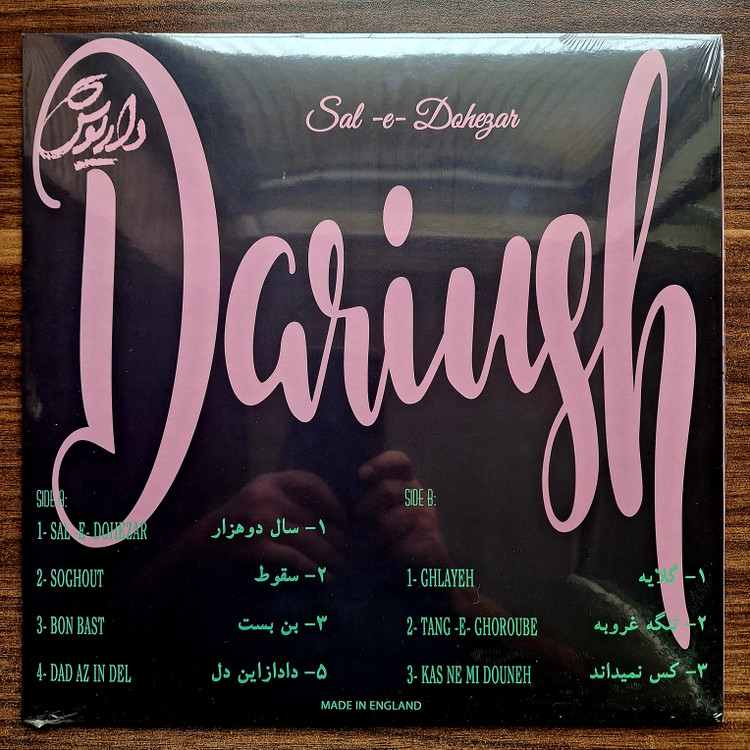 داریوش
Sal -e- Dohezar
Dariush
SIDE A:
1- SAL -E- DOHEZAR ۱- سال دوهزار
2- SOGHOUT ۲- سقوط
3- BON BAST ۳- بن بست
4- DAD AZ IN DEL ۵- دادازاین دل
SIDE B:
1- GHLAYEH ۱- گلایه
2- TANG -E- GHOROUBE ۲- تنگه غروبه
3- KAS NE MI DOUNEH ۳- کس نمیداند
MADE IN ENGLAND